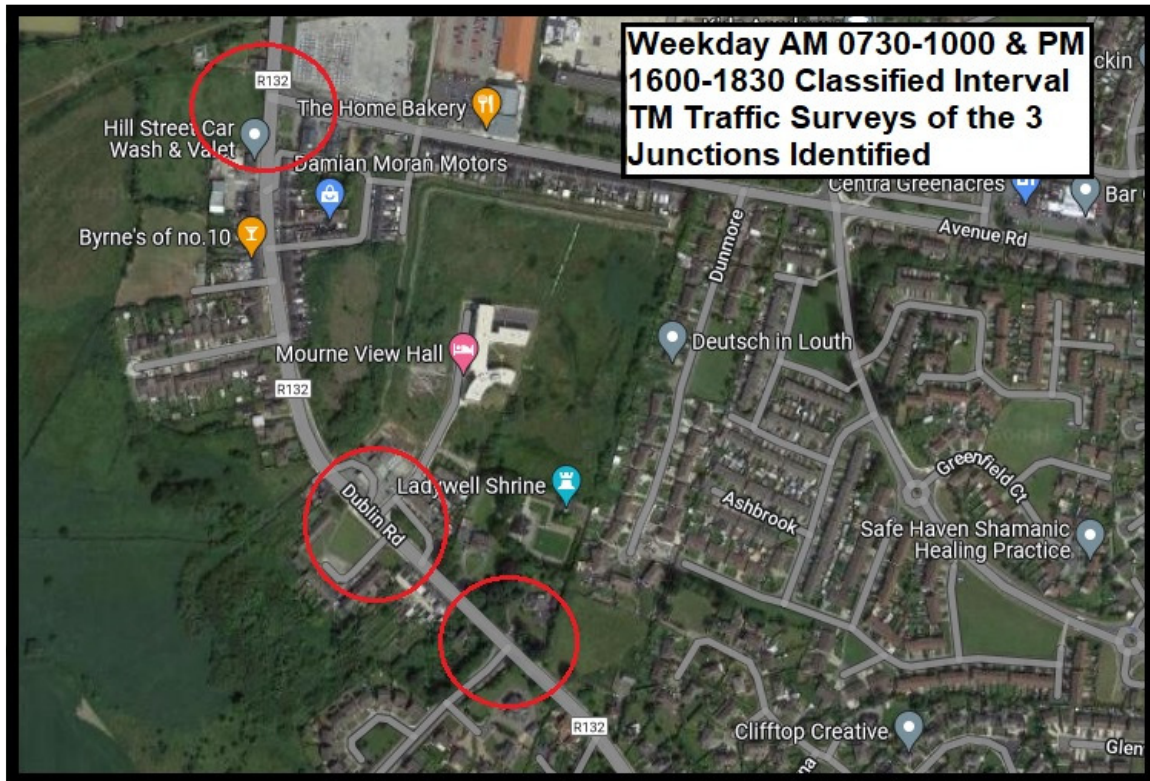 Weekday AM 0730-1000 & PM
1600-1830 Classified Interval
TM Traffic Surveys of the 3
Junctions Identified
ckin
R132
The Home Bakery
Hill Street Car
Wash & Valet
Damian Moran Motors
Centra Greenacres
Bar
Byrne's of no.10
Avenue Rd
Dunmore
Deutsch in Louth
Mourne View Hall
R132
Greenfield Ct
Ladywell Shrine
Dublin Rd
Ashbrook
Safe Haven Shamanic
Healing Practice
R132
Clifftop Creative
Glen